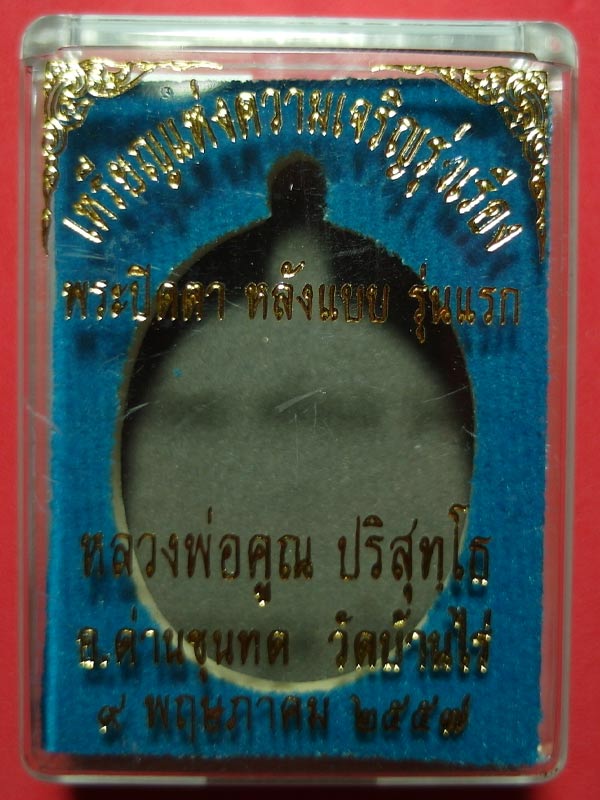 เหรียญแห่งความเจริญรุ่งเรือง
พระปิดตา หลังแบบ รุ่นแรก
หลวงพ่อคูณ ปริสุทฺโธ
อ.ด่านขุนทด วัดบ้านไร่
๙ พฤษภาคม ๒๕๕๗